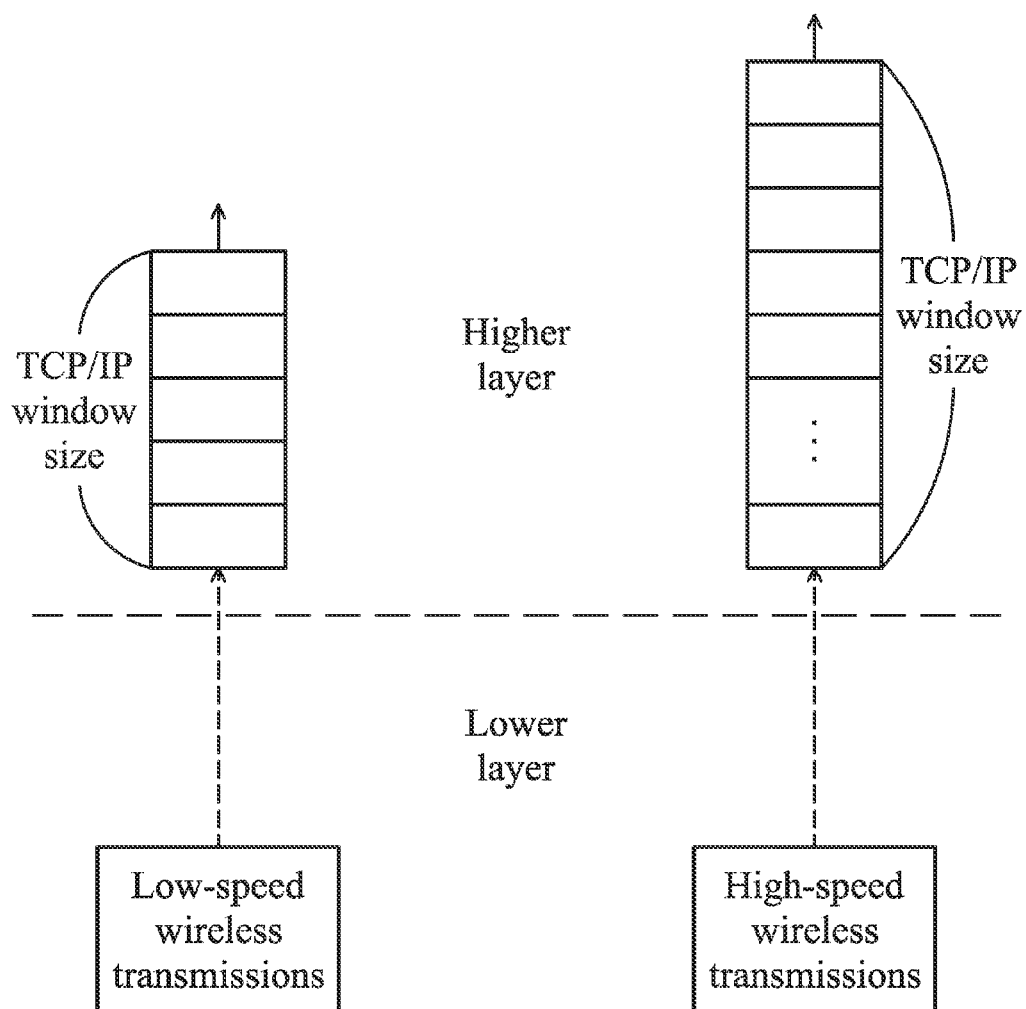 TCP/IP
window
size
Higher
layer
TCP/IP
window
size
Lower
layer
Low-speed
wireless
transmissions
High-speed
wireless
transmissions